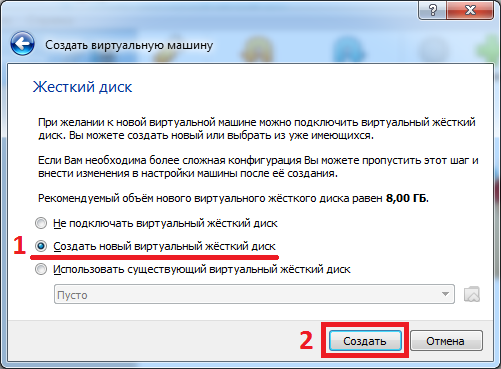 ?
Создать виртуальную машину
Жесткий диск
При желании к новой виртуальной машине можно подключить виртуальный жёсткий
диск. Вы можете создать новый или выбрать из уже имеющихся.
Если Вам необходима более сложная конфигурация Вы можете пропустить этот шаг и
внести изменения в настройки машины после её создания.
Рекомендуемый объём нового виртуального жёсткого диска равен 8,00 ГБ.
Не подключать виртуальный жёсткий диск
1 Создать новый виртуальный жёсткий диск
Использовать существующий виртуальный жёсткий диск
Пусто
2 Создать Отмена